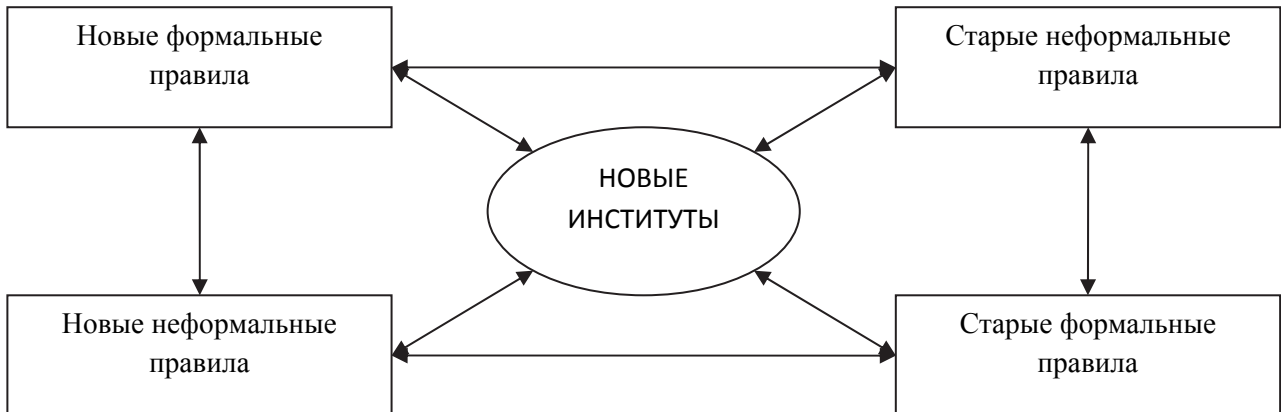 Новые формальные
правила
Старые неформальные
правила
НОВЫЕ
ИНСТИТУТЫ
Новые неформальные
правила
Старые формальные
правила